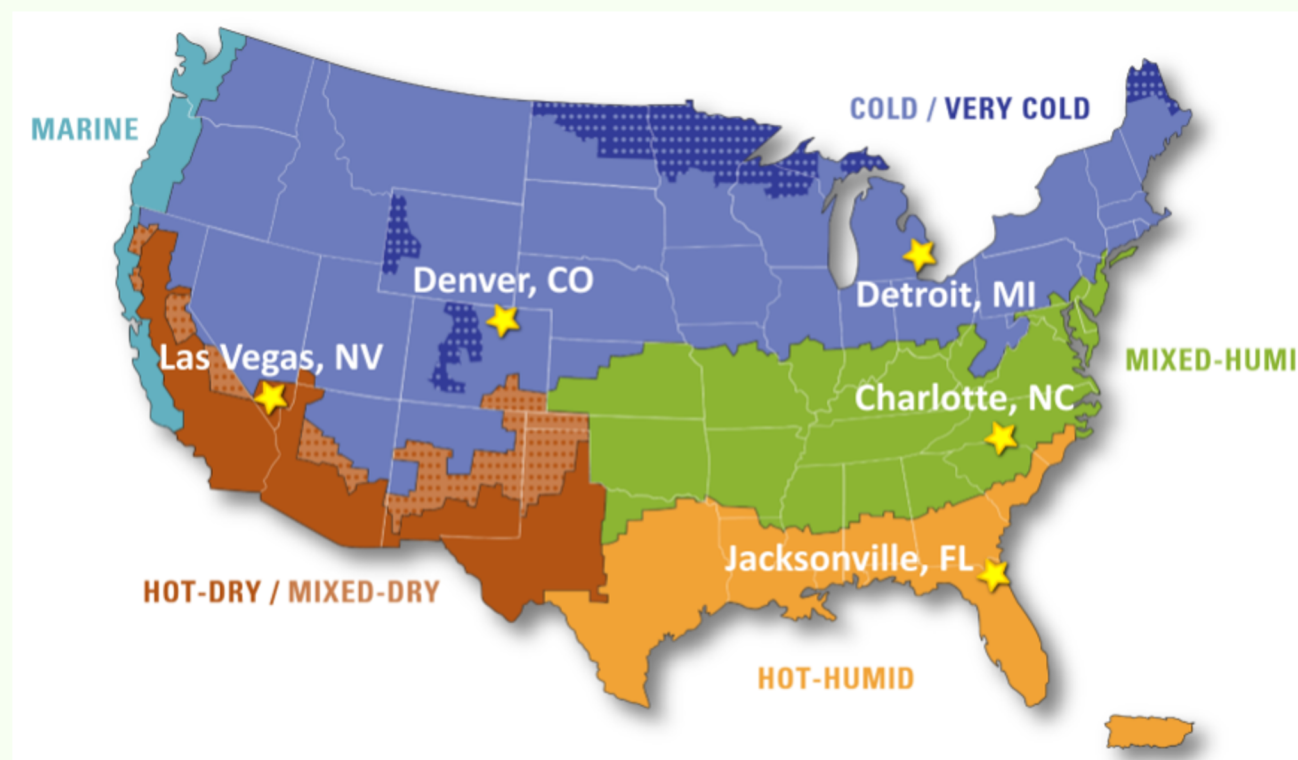 MARINE
COLD / VERY COLD
Denver, CO
Detroit, MI
Las Vegas, NV
MIXED-HUMI
Charlotte, NC
Jacksonville, FL
HOT-DRY / MIXED-DRY
HOT-HUMID